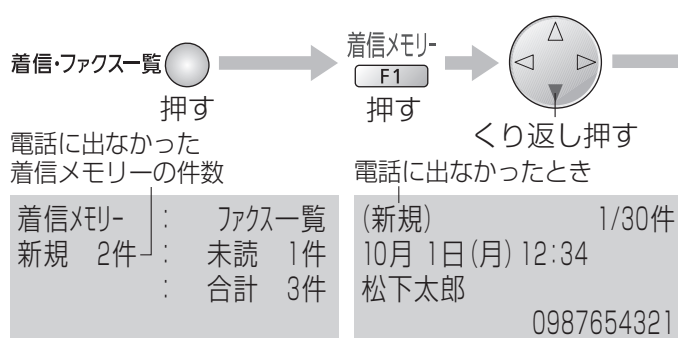 着信・ファクス一覧
押す
着信ﾒﾓﾘｰ
F1
押す
くり返し押す
電話に出なかった
着信メモリーの件数
着信ﾒﾓﾘｰ : ﾌｧｸｽ一覧
新規 2件 : 未読 1件
: 合計 3件
電話に出なかったとき
(新規) 1/30件
10月 1日(月)12:34
松下太郎
0987654321